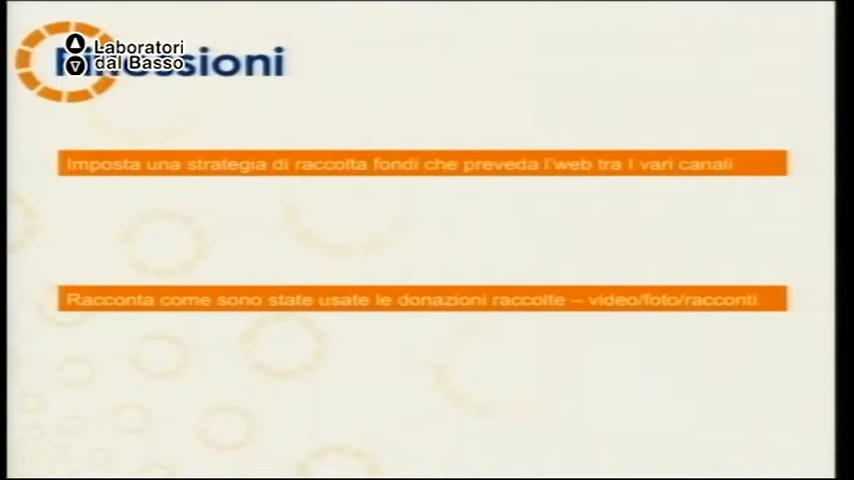 Laboratori
dal Basso
Riflessioni
Imposta una strategia di raccolta fondi che preveda l'web tra I vari canali
Racconta come sono state usate le donazioni raccolte – video/foto/racconti